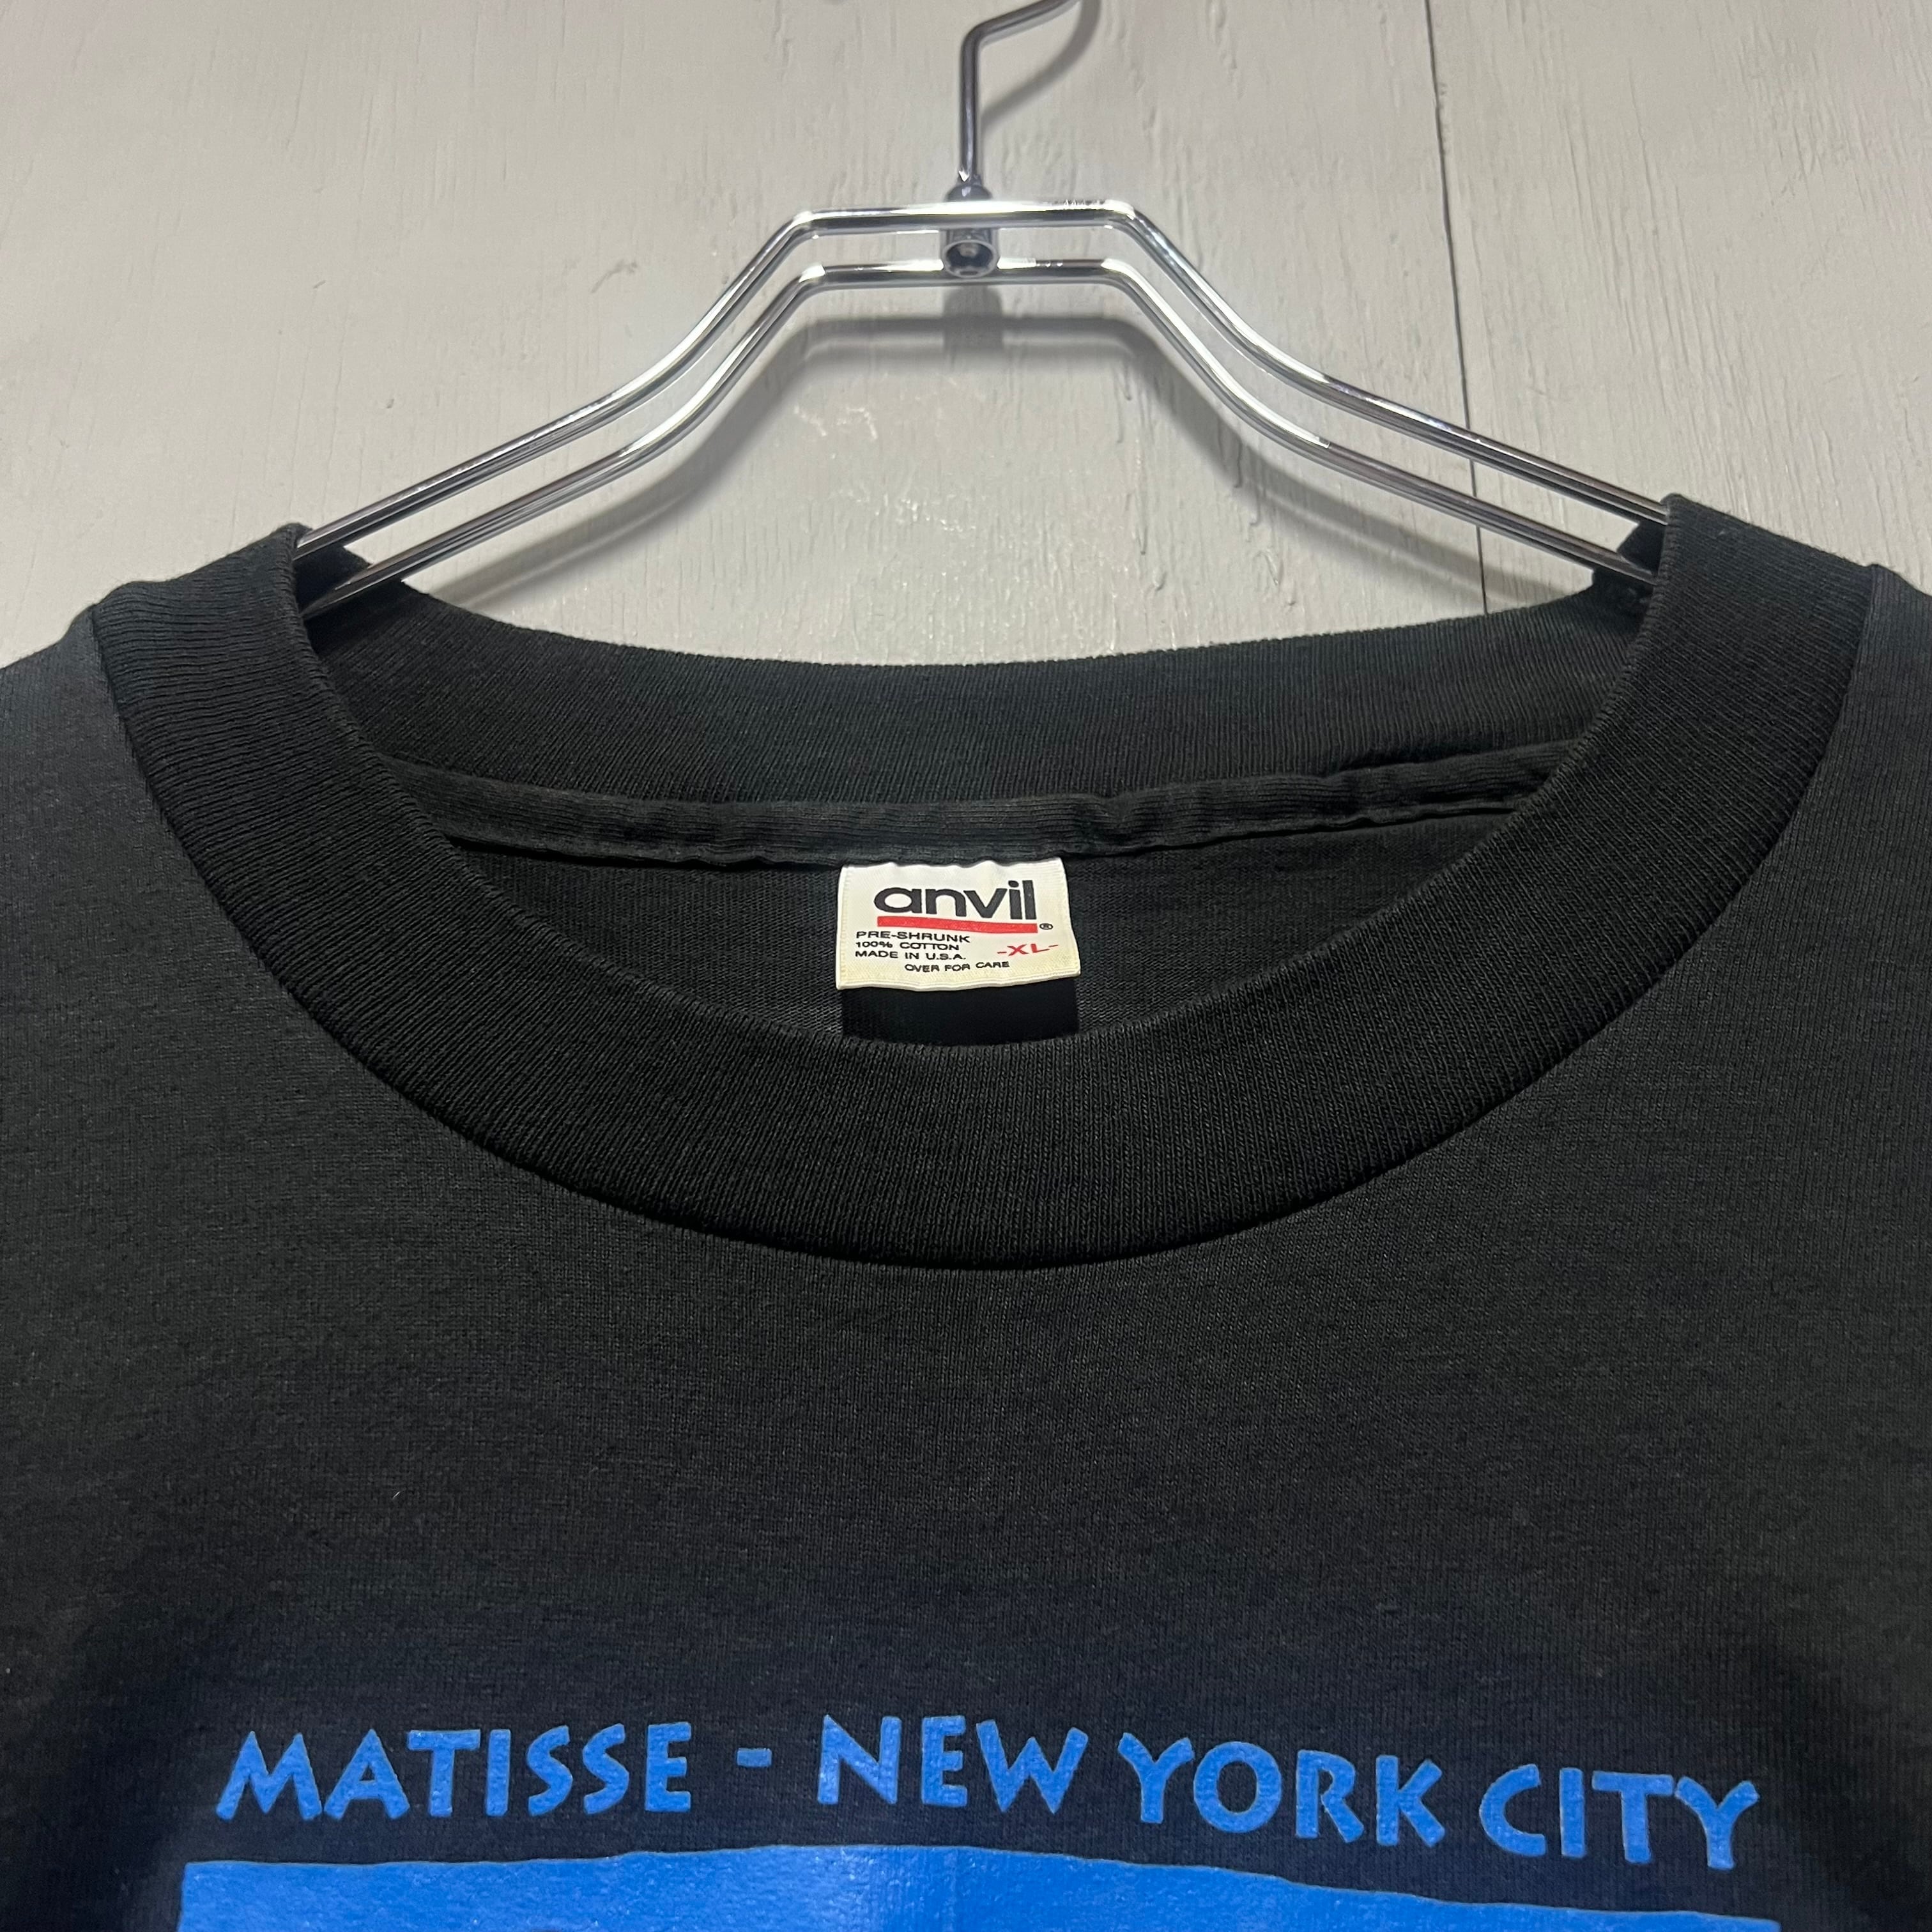 anvil®
PRE-SHRUNK
100% COTTON
MADE IN U.S.A.
-XL-
OVER FOR CARE
MATISSE - NEW YORK CITY